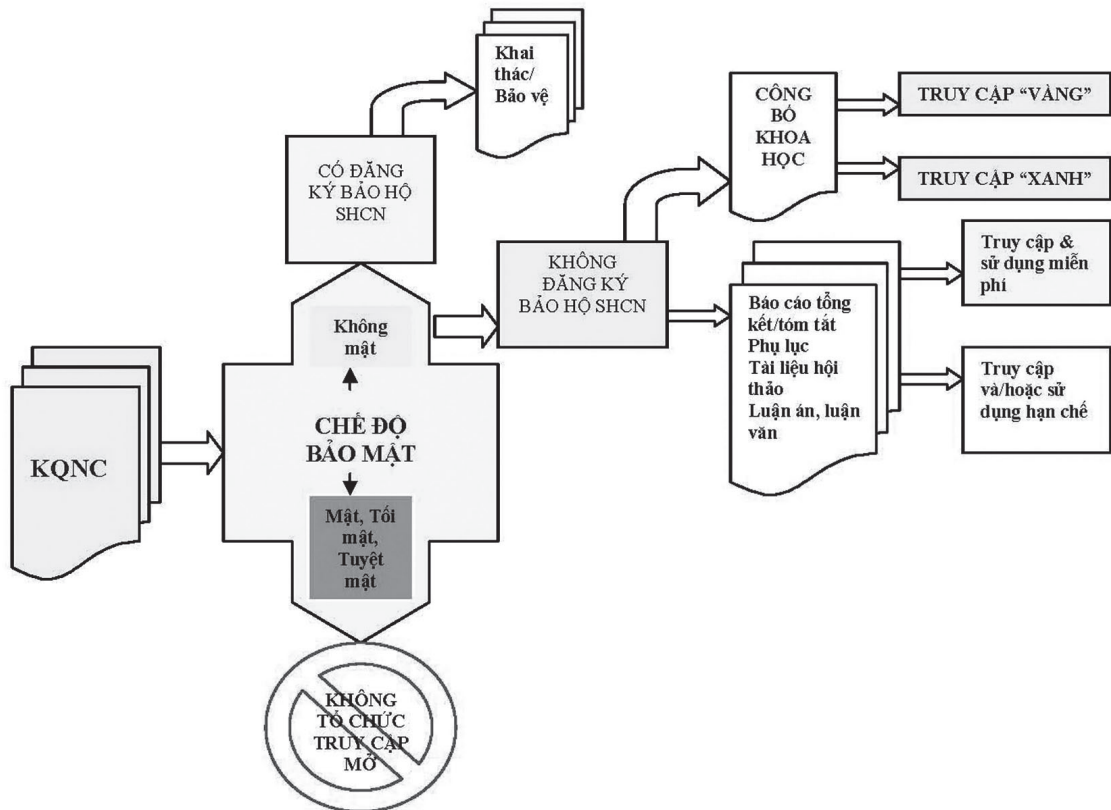 Khai
thác/
Bảo vệ
CÓ ĐĂNG
KÝ BẢO HỘ
SHCN
CÔNG
BỐ
KHOA
HỌC
TRUY CẬP “VÀNG”
TRUY CẬP “XANH”
KHÔNG
ĐĂNG KÝ
BẢO HỘ SHCN
Truy cập &
sử dụng miễn
phí
Báo cáo tổng
kết/tóm tắt
Phụ lục
Tài liệu hội
thảo
Luận án, luận
văn
Truy cập
và/hoặc sử
dụng hạn chế
Không
mật
KQNC
CHẾ ĐỘ
BẢO MẬT
Mật, Tối
mật,
Tuyệt
mật
KHÔNG
TỔ CHỨC
TRUY CẬP
MỞ